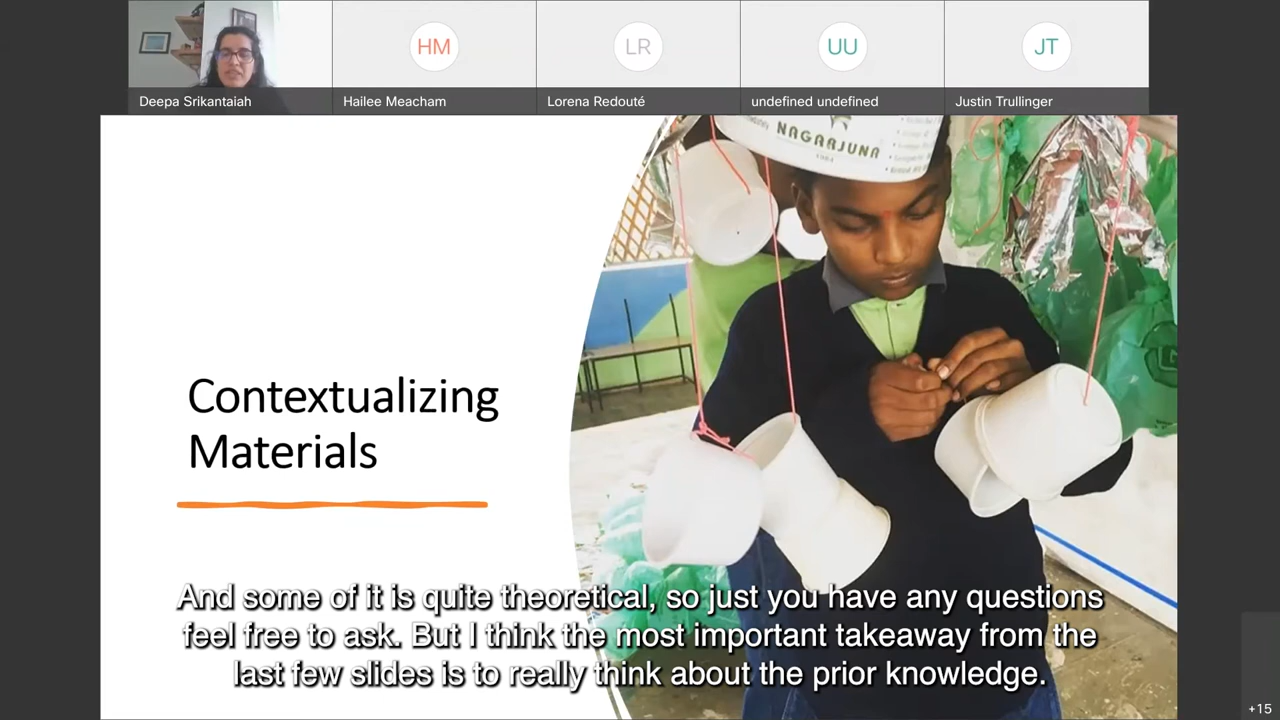 HM
LR
UU
JT
Deepa Srikantaiah
Hailee Meacham
Lorena Redouté
undefined undefined
Justin Trullinger
NAGARJUNA
Contextualizing
Materials
And some of it is quite theoretical, so just you have any questions
feel free to ask. But I think the most important takeaway from the
last few slides is to really think about the prior knowledge.
+15